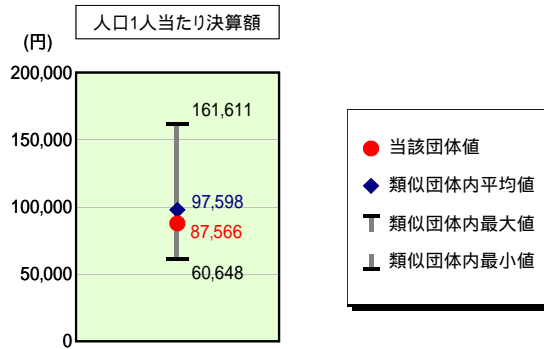 人口1人当たり決算額
(円)
200,000
150,000
100,000
50,000
0
161,611
97,598
87,566
60,648
当該団体値
類似団体内平均値
類似団体内最大値
類似団体内最小値